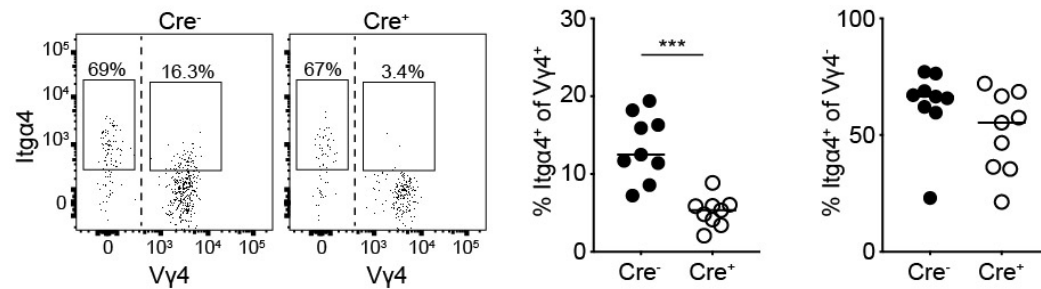 Cre⁻
Cre⁺
Itgα4
10⁵
10⁴
10³
0
69%
16.3%
67%
3.4%
0
10³
10⁴
10⁵
0
10³
10⁴
10⁵
Vγ4
Vγ4
% Itgα4⁺ of Vγ4⁺
30
20
10
0
***
Cre⁻
Cre⁺
% Itgα4⁺ of Vγ4⁻
100
50
0
Cre⁻
Cre⁺